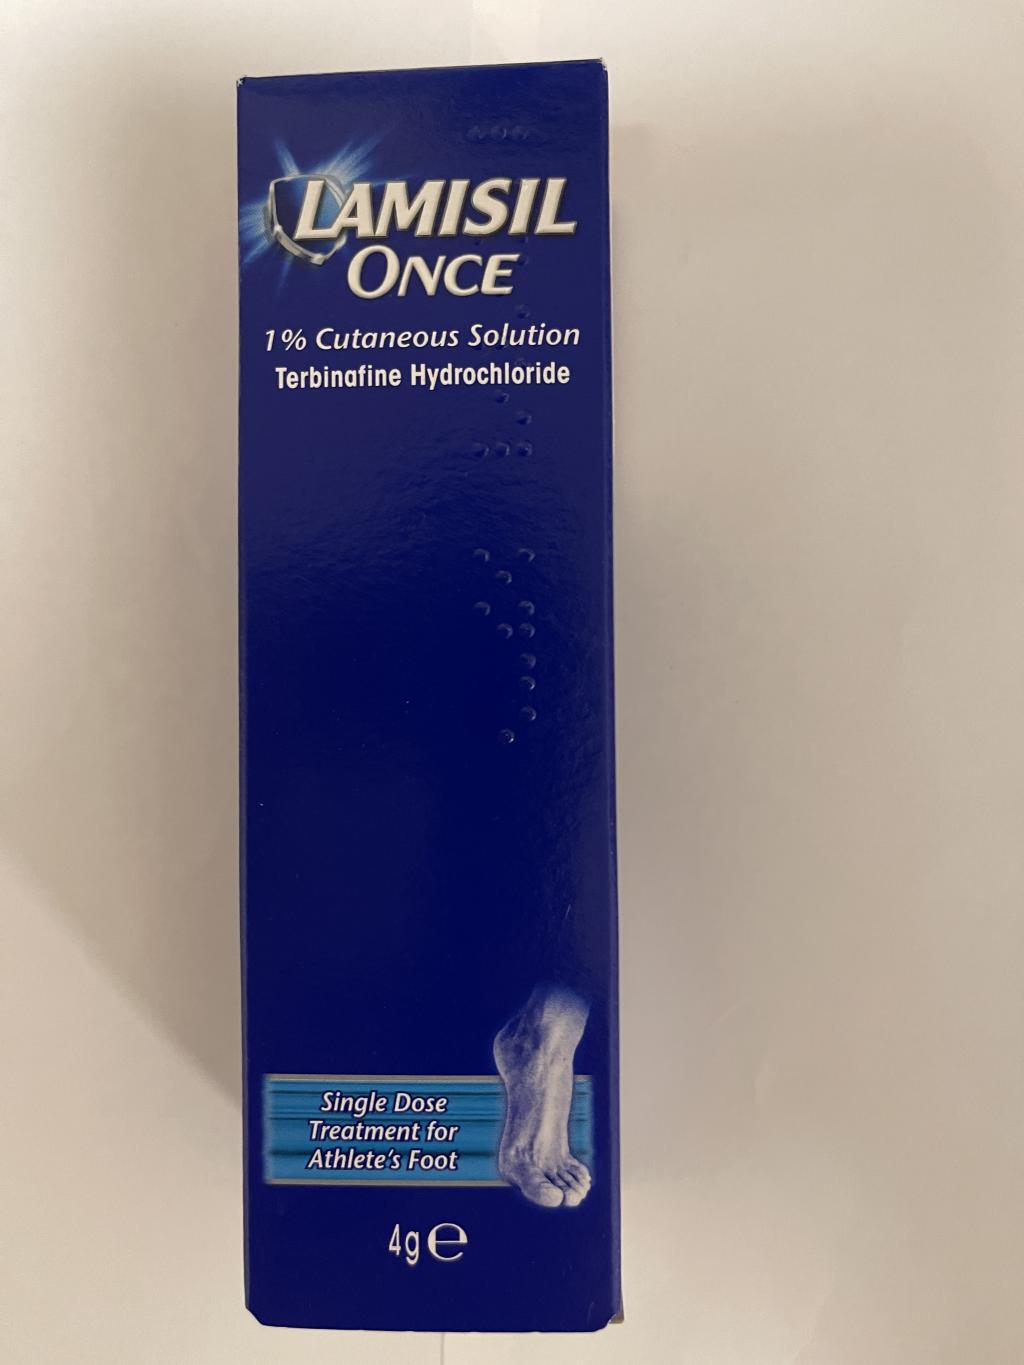 LAMISIL
ONCE
1% Cutaneous Solution
Terbinafine Hydrochloride
Single Dose
Treatment for
Athlete's Foot
4g℮